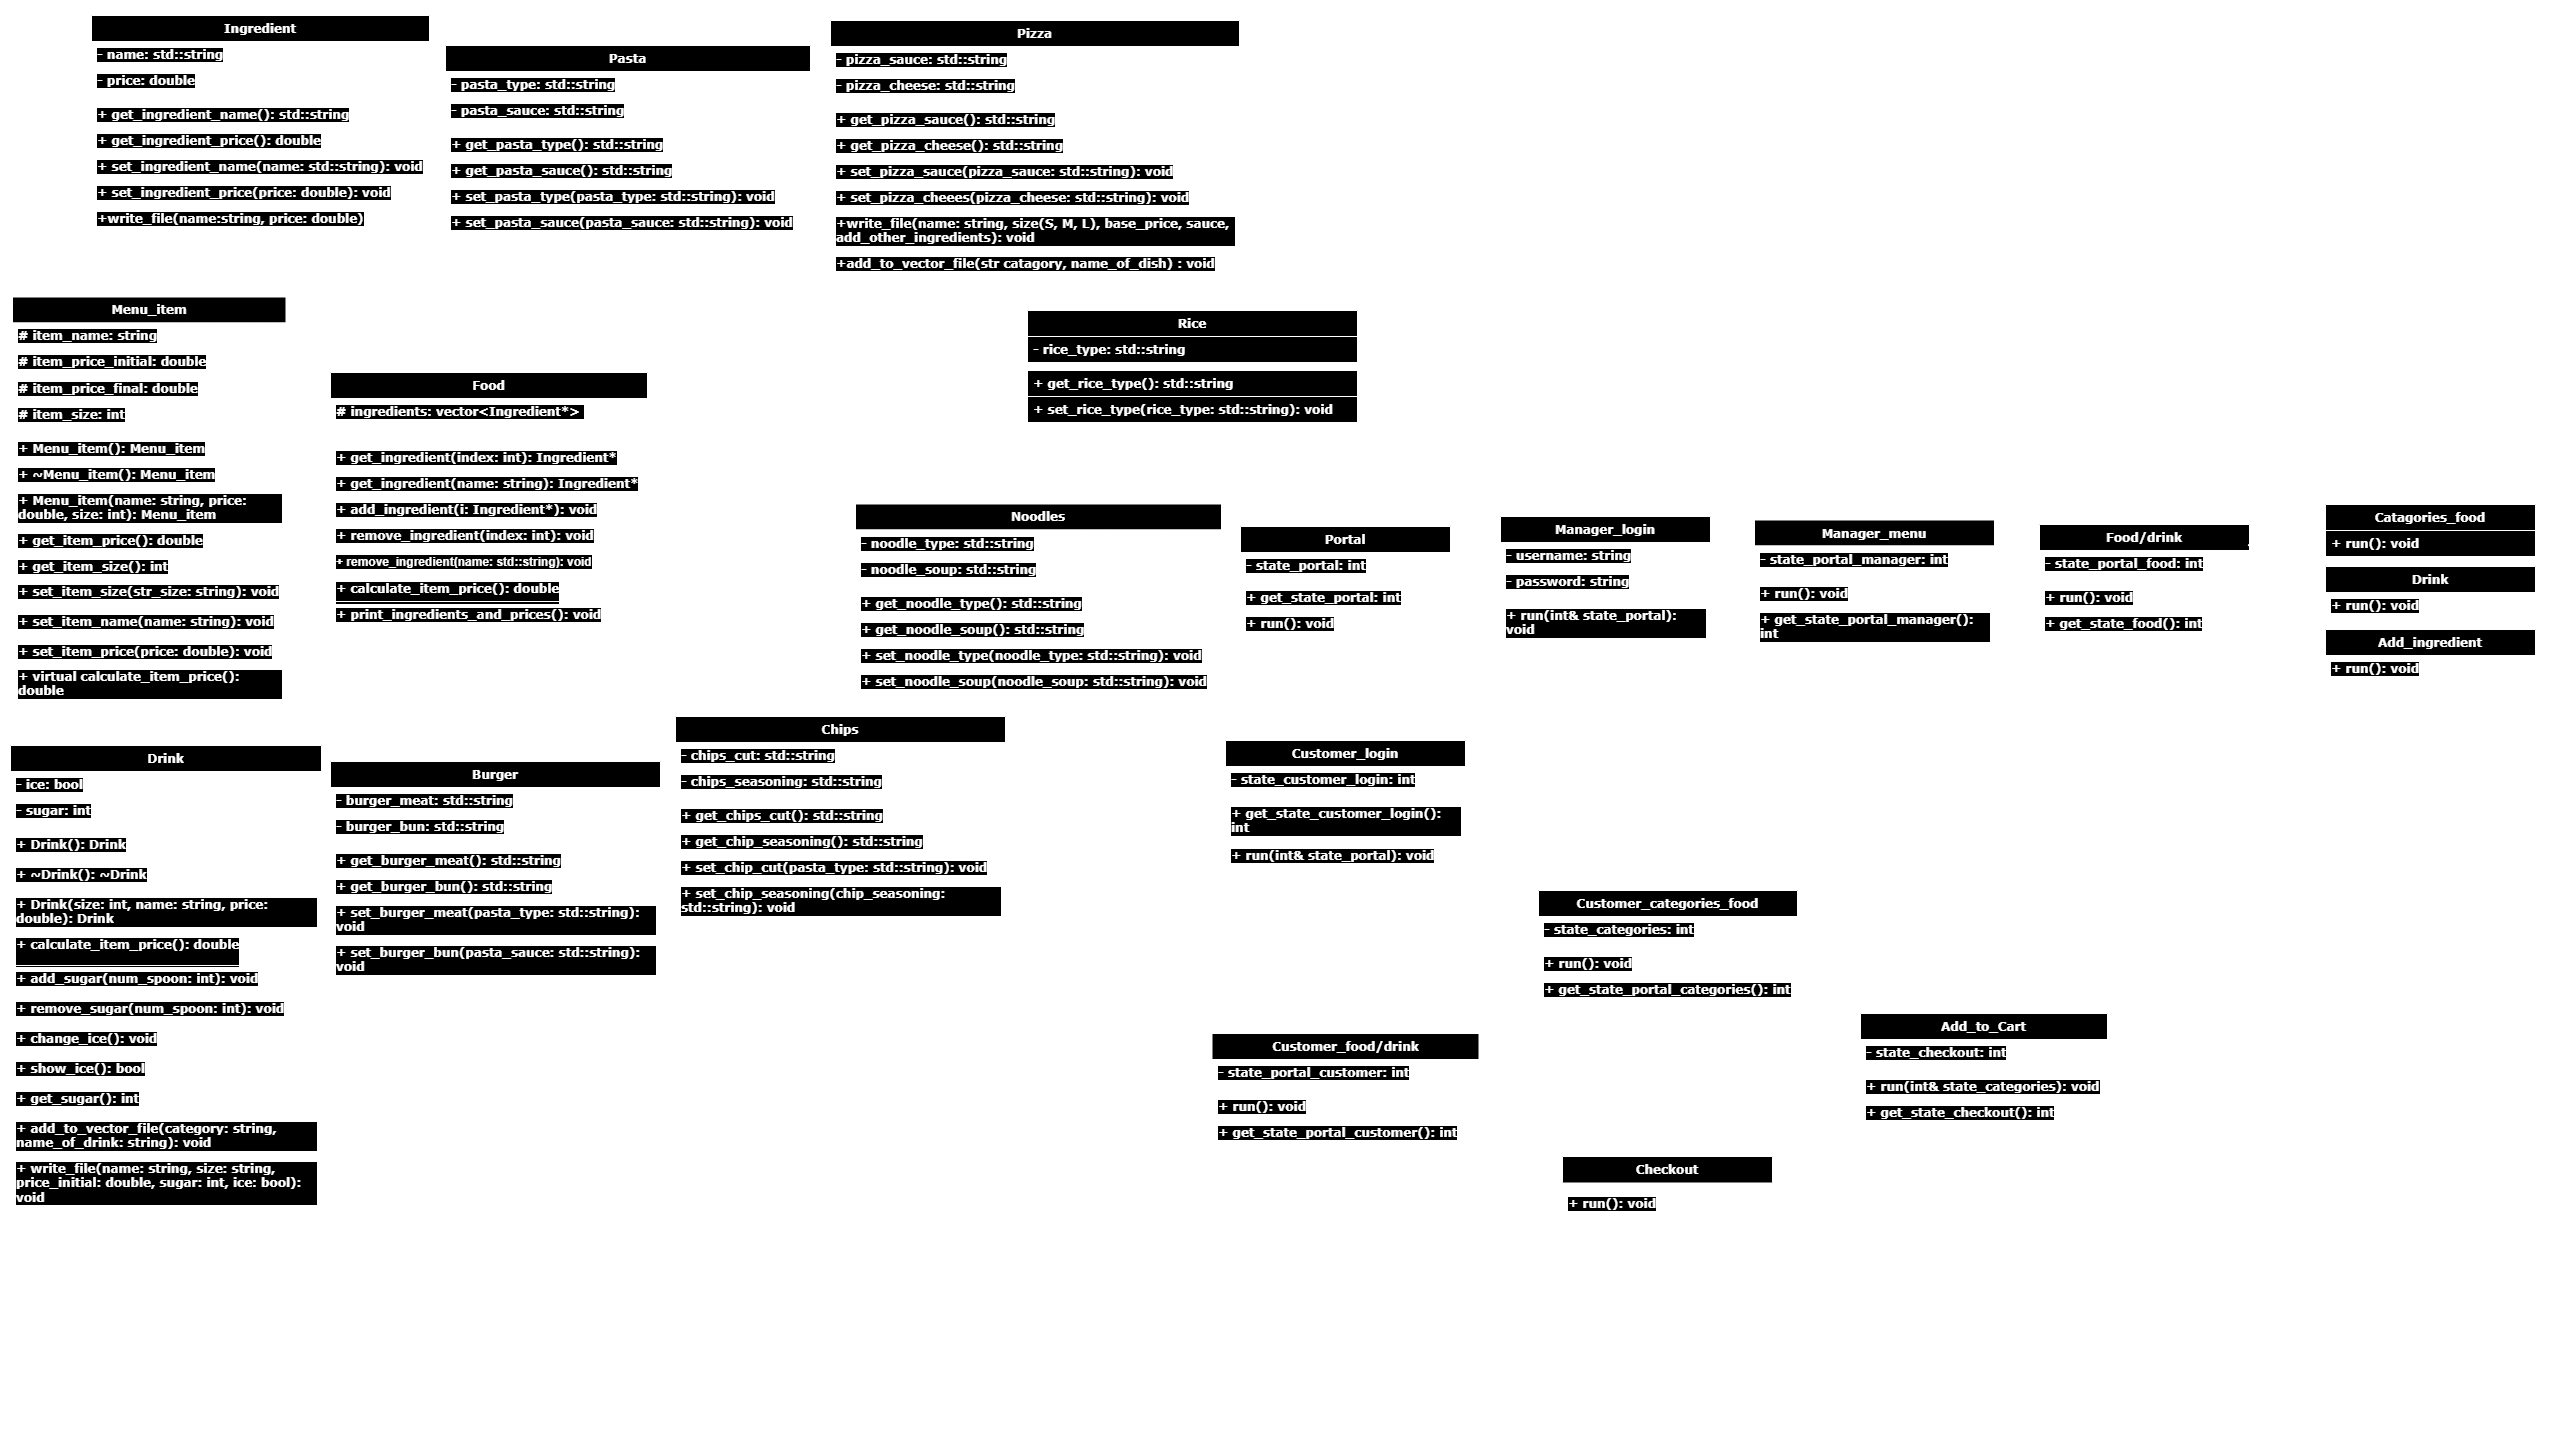 Ingredient
- name: std::string
- price: double
+ get_ingredient_name(): std::string
+ get_ingredient_price(): double
+ set_ingredient_name(name: std::string): void
+ set_ingredient_price(price: double): void
+write_file(name:string, price: double)
Pasta
- pasta_type: std::string
- pasta_sauce: std::string
+ get_pasta_type(): std::string
+ get_pasta_sauce(): std::string
+ set_pasta_type(pasta_type: std::string): void
+ set_pasta_sauce(pasta_sauce: std::string): void
Pizza
- pizza_sauce: std::string
- pizza_cheese: std::string
+ get_pizza_sauce(): std::string
+ get_pizza_cheese(): std::string
+ set_pizza_sauce(pizza_sauce: std::string): void
+ set_pizza_cheees(pizza_cheese: std::string): void
+write_file(name: string, size(S, M, L), base_price, sauce,
add_other_ingredients): void
+add_to_vector_file(str catagory, name_of_dish) : void
Menu_item
# item_name: string
# item_price_initial: double
# item_price_final: double
# item_size: int
+ Menu_item(): Menu_item
+ ~Menu_item(): Menu_item
+ Menu_item(name: string, price:
double, size: int): Menu_item
+ get_item_price(): double
+ get_item_size(): int
+ set_item_size(str_size: string): void
+ set_item_name(name: string): void
+ set_item_price(price: double): void
+ virtual calculate_item_price():
double
Food
# ingredients: vector<Ingredient*>
+ get_ingredient(index: int): Ingredient*
+ get_ingredient(name: string): Ingredient*
+ add_ingredient(i: Ingredient*): void
+ remove_ingredient(index: int): void
+ remove_ingredient(name: std::string): void
+ calculate_item_price(): double
+ print_ingredients_and_prices(): void
Rice
- rice_type: std::string
+ get_rice_type(): std::string
+ set_rice_type(rice_type: std::string): void
Noodles
- noodle_type: std::string
- noodle_soup: std::string
+ get_noodle_type(): std::string
+ get_noodle_soup(): std::string
+ set_noodle_type(noodle_type: std::string): void
+ set_noodle_soup(noodle_soup: std::string): void
Portal
- state_portal: int
+ get_state_portal: int
+ run(): void
Manager_login
- username: string
- password: string
+ run(int& state_portal):
void
Manager_menu
- state_portal_manager: int
+ run(): void
+ get_state_portal_manager():
int
Food/drink
- state_portal_food: int
+ run(): void
+ get_state_food(): int
Catagories_food
+ run(): void
Drink
+ run(): void
Add_ingredient
+ run(): void
Drink
- ice: bool
- sugar: int
+ Drink(): Drink
+ ~Drink(): ~Drink
+ Drink(size: int, name: string, price:
double): Drink
+ calculate_item_price(): double
+ add_sugar(num_spoon: int): void
+ remove_sugar(num_spoon: int): void
+ change_ice(): void
+ show_ice(): bool
+ get_sugar(): int
+ add_to_vector_file(category: string,
name_of_drink: string): void
+ write_file(name: string, size: string,
price_initial: double, sugar: int, ice: bool):
void
Burger
- burger_meat: std::string
- burger_bun: std::string
+ get_burger_meat(): std::string
+ get_burger_bun(): std::string
+ set_burger_meat(pasta_type: std::string):
void
+ set_burger_bun(pasta_sauce: std::string):
void
Chips
- chips_cut: std::string
- chips_seasoning: std::string
+ get_chips_cut(): std::string
+ get_chip_seasoning(): std::string
+ set_chip_cut(pasta_type: std::string): void
+ set_chip_seasoning(chip_seasoning:
std::string): void
Customer_login
- state_customer_login: int
+ get_state_customer_login():
int
+ run(int& state_portal): void
Customer_categories_food
- state_categories: int
+ run(): void
+ get_state_portal_categories(): int
Customer_food/drink
- state_portal_customer: int
+ run(): void
+ get_state_portal_customer(): int
Add_to_Cart
- state_checkout: int
+ run(int& state_categories): void
+ get_state_checkout(): int
Checkout
+ run(): void